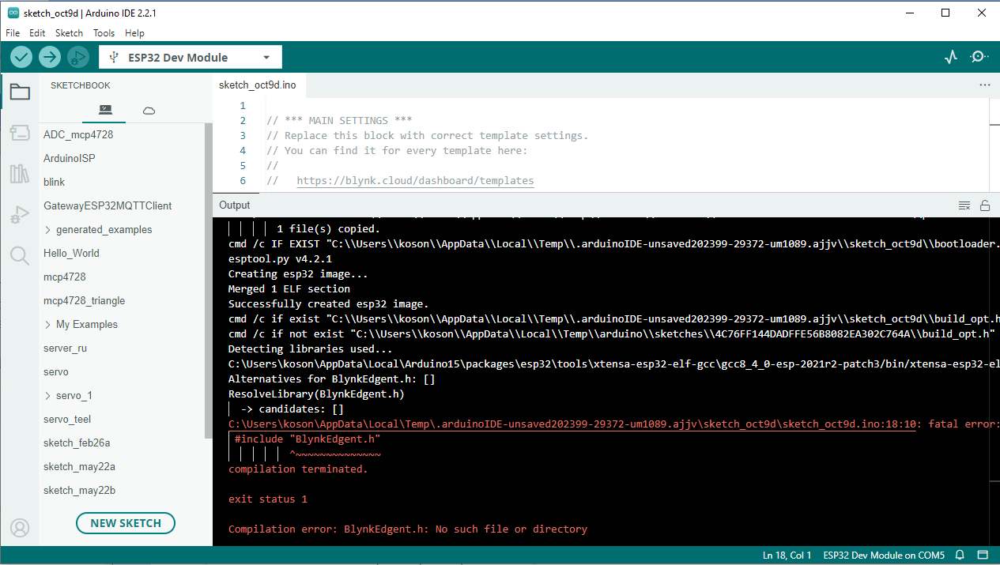 sketch_oct9d | Arduino IDE 2.2.1
File Edit Sketch Tools Help
ESP32 Dev Module
SKETCHBOOK
ADC_mcp4728
ArduinoISP
blink
GatewayESP32MQTTClient
generated_examples
Hello_World
mcp4728
mcp4728_triangle
My Examples
server_ru
servo
servo_1
servo_teel
sketch_feb26a
sketch_may22a
sketch_may22b
NEW SKETCH
sketch_oct9d.ino
1
2 // *** MAIN SETTINGS ***
3 // Replace this block with correct template settings.
4 // You can find it for every template here:
5 //
6 // https://blynk.cloud/dashboard/templates
Output
1 file(s) copied.
cmd /c IF EXIST "C:\\Users\\koson\\AppData\\Local\\Temp\\.arduinoIDE-unsaved202399-29372-um1089.ajjv\\sketch_oct9d\\bootloader.
esptool.py v4.2.1
Creating esp32 image...
Merged 1 ELF section
Successfully created esp32 image.
cmd /c if exist "C:\\Users\\koson\\AppData\\Local\\Temp\\.arduinoIDE-unsaved202399-29372-um1089.ajjv\\sketch_oct9d\\build_opt.h
cmd /c if not exist "C:\\Users\\koson\\AppData\\Local\\Temp\\arduino\\sketches\\4C76FF144DADFFE56B8082EA302C764A\\build_opt.h"
Detecting libraries used...
C:\Users\koson\AppData\Local\Arduino15\packages\esp32\tools\xtensa-esp32-elf-gcc\gcc8_4_0-esp-2021r2-patch3/bin/xtensa-esp32-el
Alternatives for BlynkEdgent.h: []
ResolveLibrary(BlynkEdgent.h)
-> candidates: []
C:\Users\koson\AppData\Local\Temp\.arduinoIDE-unsaved202399-29372-um1089.ajjv\sketch_oct9d\sketch_oct9d.ino:18:10: fatal error:
#include "BlynkEdgent.h"
^~~~~~~~~~~~~~~
compilation terminated.
exit status 1
Compilation error: BlynkEdgent.h: No such file or directory
Ln 18, Col 1 ESP32 Dev Module on COM5